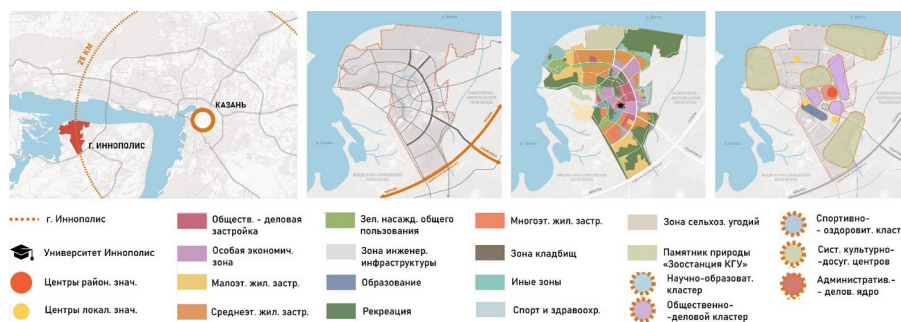 25 КМ
КАЗАНЬ
г. ИННОПОЛИС
р. Волга
г. Иннополис
Университет Иннополис
Центры район. знач.
Центры локал. знач.
Обществ. - деловая
застройка
Особая экономич.
зона
Малоэт. жил. застр.
Среднеэт. жил. застр.
Зел. насажд. общего
пользования
Зона инженер.
инфраструктуры
Образование
Рекреация
Многоэт. жил. застр.
Зона кладбищ
Иные зоны
Спорт и здравоохр.
Зона сельхоз. угодий
Памятник природы
«Зоостанция КГУ»
Научно-образоват.
кластер
Общественно-
деловой кластер
Спортивно-
- оздоровит. класт
Сист. культурно-
-досуг. центров
Административ.-
- делов. ядро